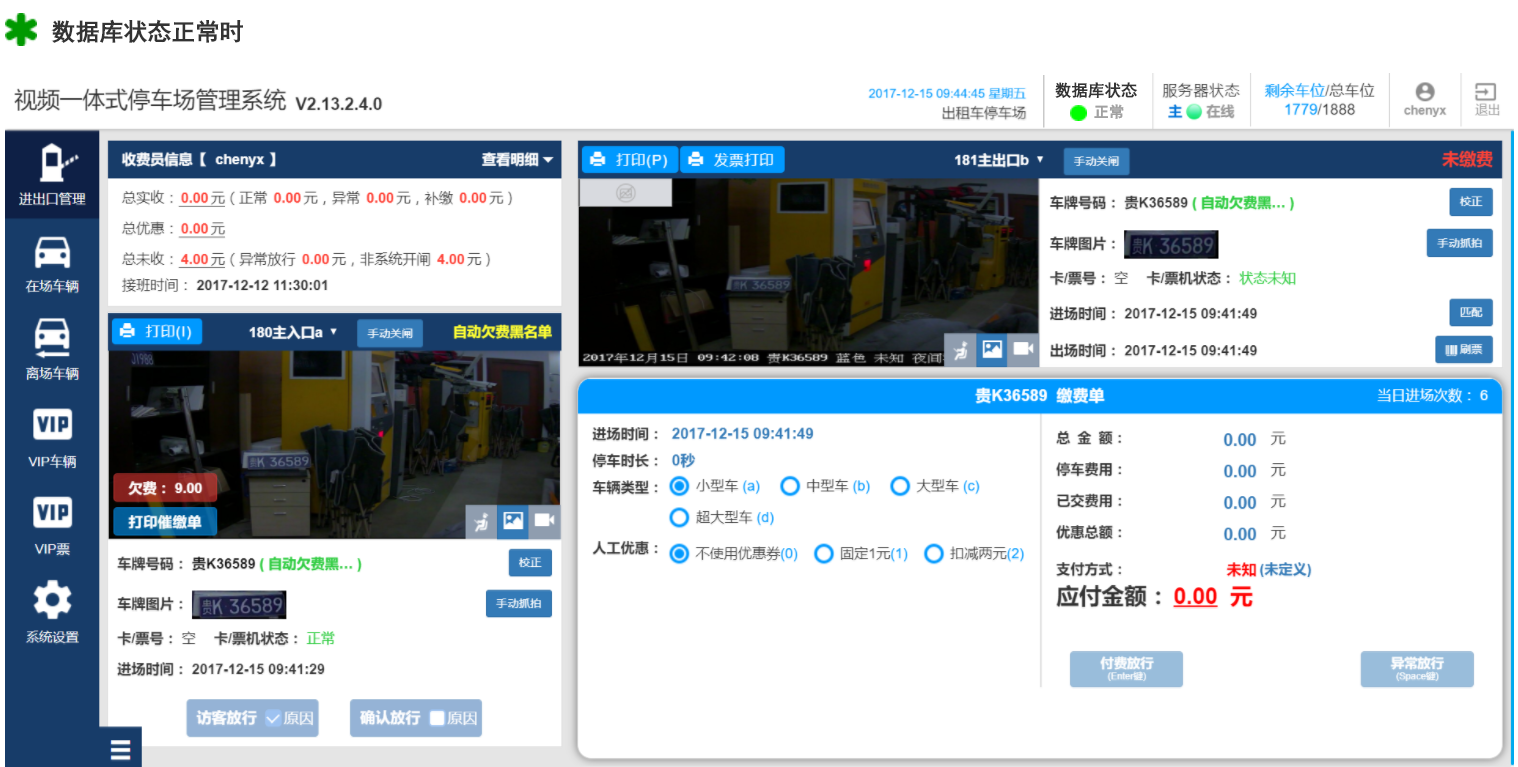 数据库状态正常时
视频一体式停车场管理系统 V2.13.2.4.0
2017-12-15 09:44:45 星期五
出租车停车场
数据库状态
正常
服务器状态
主 在线
剩余车位/总车位
1779/1888
chenyx
退出
进出口管理
在场车辆
离场车辆
VIP
VIP车辆
VIP
VIP票
系统设置
收费员信息【 chenyx 】 查看明细
总实收：0.00元 ( 正常 0.00元 , 异常 0.00元 , 补缴 0.00元 )
总优惠：0.00元
总未收：4.00元 ( 异常放行 0.00元 , 非系统开闸 4.00元 )
接班时间： 2017-12-12 11:30:01
打印(I) 180主入口a 手动关闸 自动欠费黑名单
J1988
贵K 36589
欠费：9.00
打印催缴单
车牌号码： 贵K36589 ( 自动欠费黑... ) 校正
车牌图片： 贵K 36589 手动抓拍
卡/票号： 空 卡/票机状态： 正常
进场时间： 2017-12-15 09:41:29
访客放行 原因 确认放行 原因
打印(P) 发票打印 181主出口b 手动关闸 未缴费
贵K 36589
2017年12月15日 09:42:08 贵K36589 蓝色 未知 夜间
车牌号码： 贵K36589 ( 自动欠费黑... ) 校正
车牌图片： 贵K 36589 手动抓拍
卡/票号： 空 卡/票机状态： 状态未知
进场时间： 2017-12-15 09:41:49 匹配
出场时间： 2017-12-15 09:41:49 刷票
贵K36589 缴费单 当日进场次数： 6
进场时间： 2017-12-15 09:41:49
停车时长： 0秒
车辆类型： 小型车 (a) 中型车 (b) 大型车 (c)
超大型车 (d)
人工优惠： 不使用优惠券(0) 固定1元(1) 扣减两元(2)
总 金 额： 0.00 元
停车费用： 0.00 元
已交费用： 0.00 元
优惠总额： 0.00 元
支付方式： 未知 (未定义)
应付金额： 0.00 元
付费放行
(Enter键)
异常放行
(Space键)